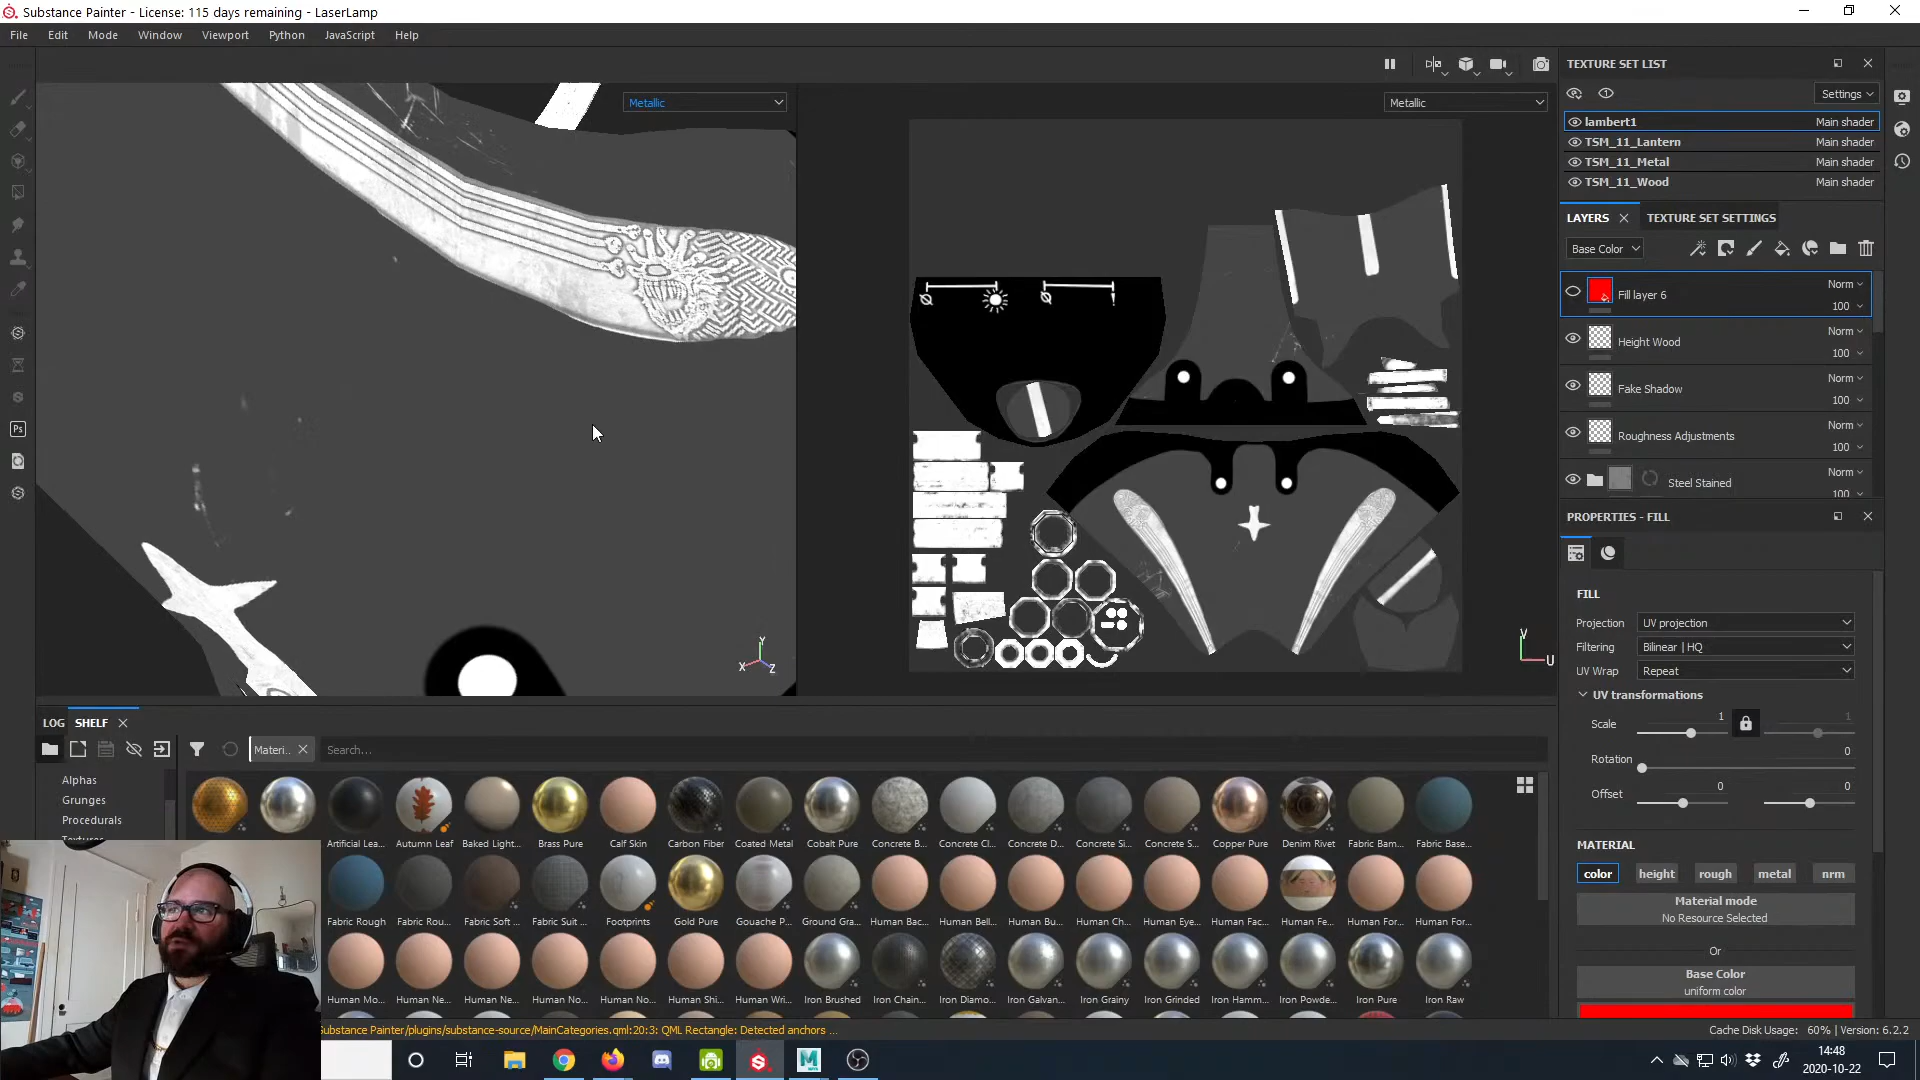 Substance Painter - License: 115 days remaining - LaserLamp
File Edit Mode Window Viewport Python JavaScript Help
Metallic
Metallic
TEXTURE SET LIST
Settings
lambert1 Main shader
TSM_11_Lantern Main shader
TSM_11_Metal Main shader
TSM_11_Wood Main shader
LAYERS TEXTURE SET SETTINGS
Base Color
Fill layer 6 Norm 100
Height Wood Norm 100
Fake Shadow Norm 100
Roughness Adjustments Norm 100
Steel Stained Norm 100
PROPERTIES - FILL
FILL
Projection UV projection
Filtering Bilinear | HQ
UV Wrap Repeat
UV transformations
Scale 1 1
Rotation 0
Offset 0 0
MATERIAL
color height rough metal nrm
Material mode
No Resource Selected
Or
Base Color
uniform color
Y
X Z
V
U
Ps
LOG SHELF
Materi... Search...
Alphas
Grunges
Procedurals
Textures
Artificial Lea... Autumn Leaf Baked Light... Brass Pure Calf Skin Carbon Fiber Coated Metal Cobalt Pure Concrete B... Concrete Cl... Concrete D... Concrete Si... Concrete S... Copper Pure Denim Rivet Fabric Bam... Fabric Base...
Fabric Rough Fabric Rou... Fabric Soft ... Fabric Suit ... Footprints Gold Pure Gouache P... Ground Gra... Human Bac... Human Bell... Human Bu... Human Ch... Human Eye... Human Fac... Human Fe... Human For... Human For...
Human Mo... Human Ne... Human Ne... Human No... Human No... Human Shi... Human Wri... Iron Brushed Iron Chain... Iron Diamo... Iron Galvan... Iron Grainy Iron Grinded Iron Hamm... Iron Powde... Iron Pure Iron Raw
Substance Painter/plugins/substance-source/MainCategories.qml:20:3: QML Rectangle: Detected anchors ...
Cache Disk Usage: 60% | Version: 6.2.2
M
14:48
2020-10-22